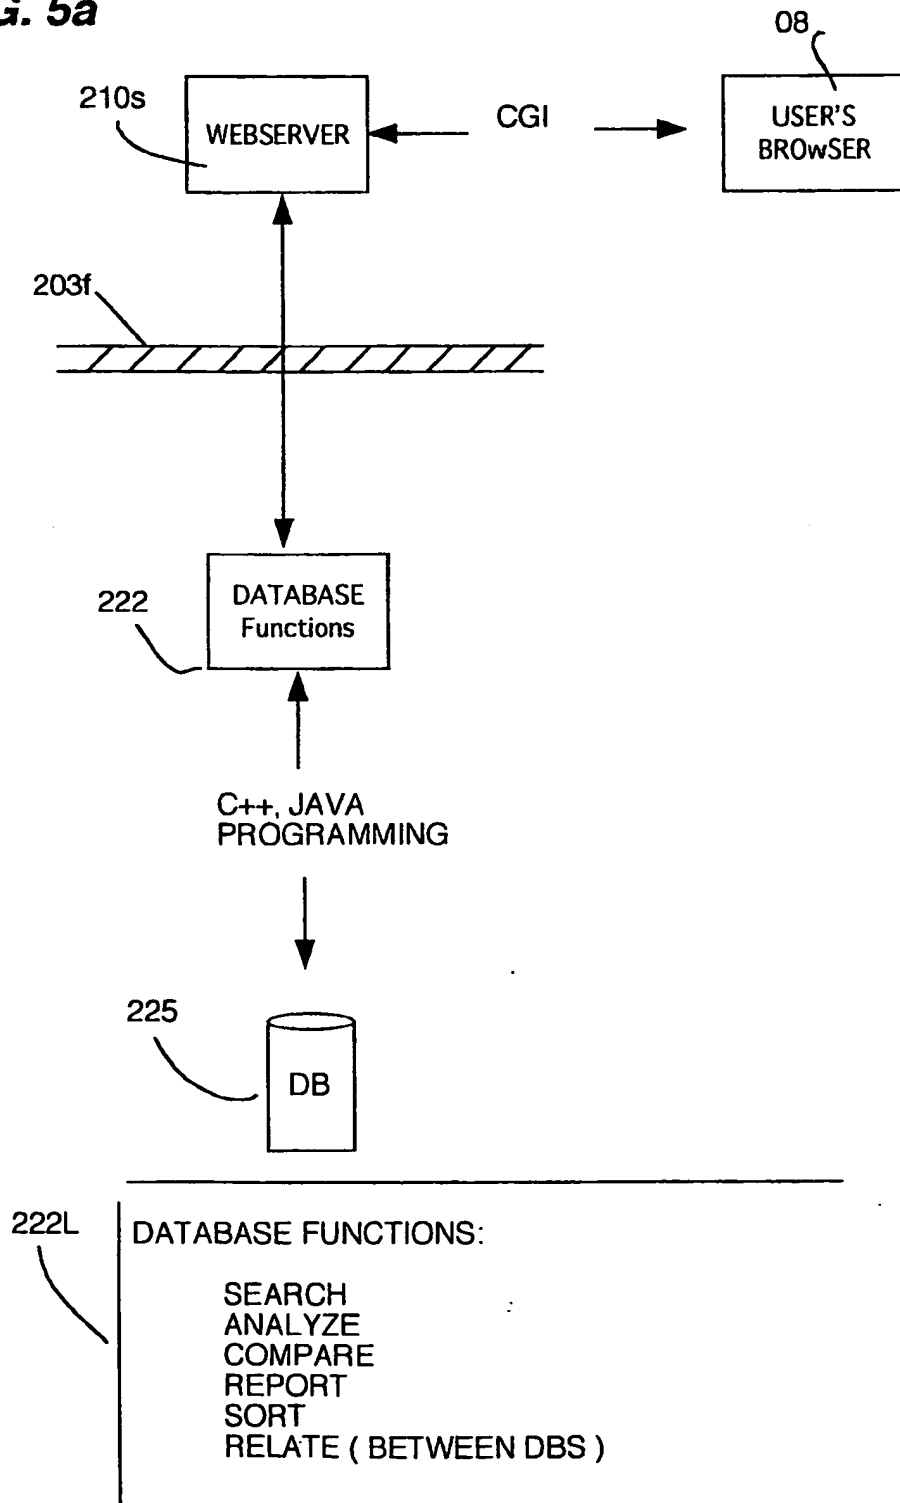 G. 5a
08
210s
WEBSERVER
CGI
USER'S
BROwSER
203f
222
DATABASE
Functions
C++, JAVA
PROGRAMMING
225
DB
222L
DATABASE FUNCTIONS:
SEARCH
ANALYZE
COMPARE
REPORT
SORT
RELATE ( BETWEEN DBS )